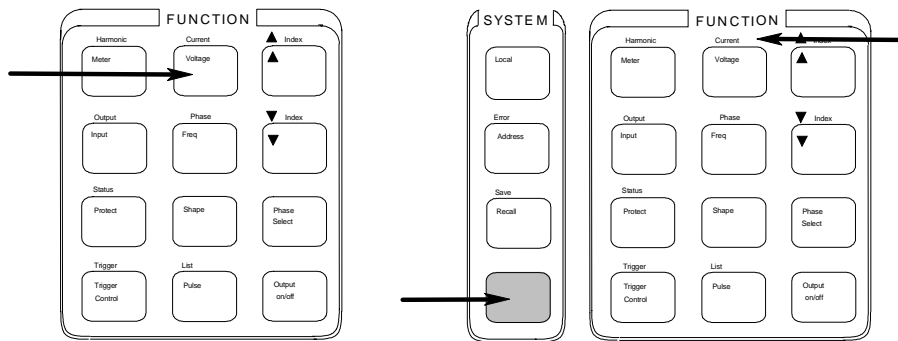 FUNCTION
Harmonic Current ▲ Index
Meter Voltage ▲
Output Phase ▼ Index
Input Freq ▼
Status
Protect Shape Phase
Select
Trigger List
Trigger Pulse Output
Control on/off
SYSTEM
Local
Error
Address
Save
Recall
FUNCTION
Harmonic Current ▲ Index
Meter Voltage ▲
Output Phase ▼ Index
Input Freq ▼
Status
Protect Shape Phase
Select
Trigger List
Trigger Pulse Output
Control on/off